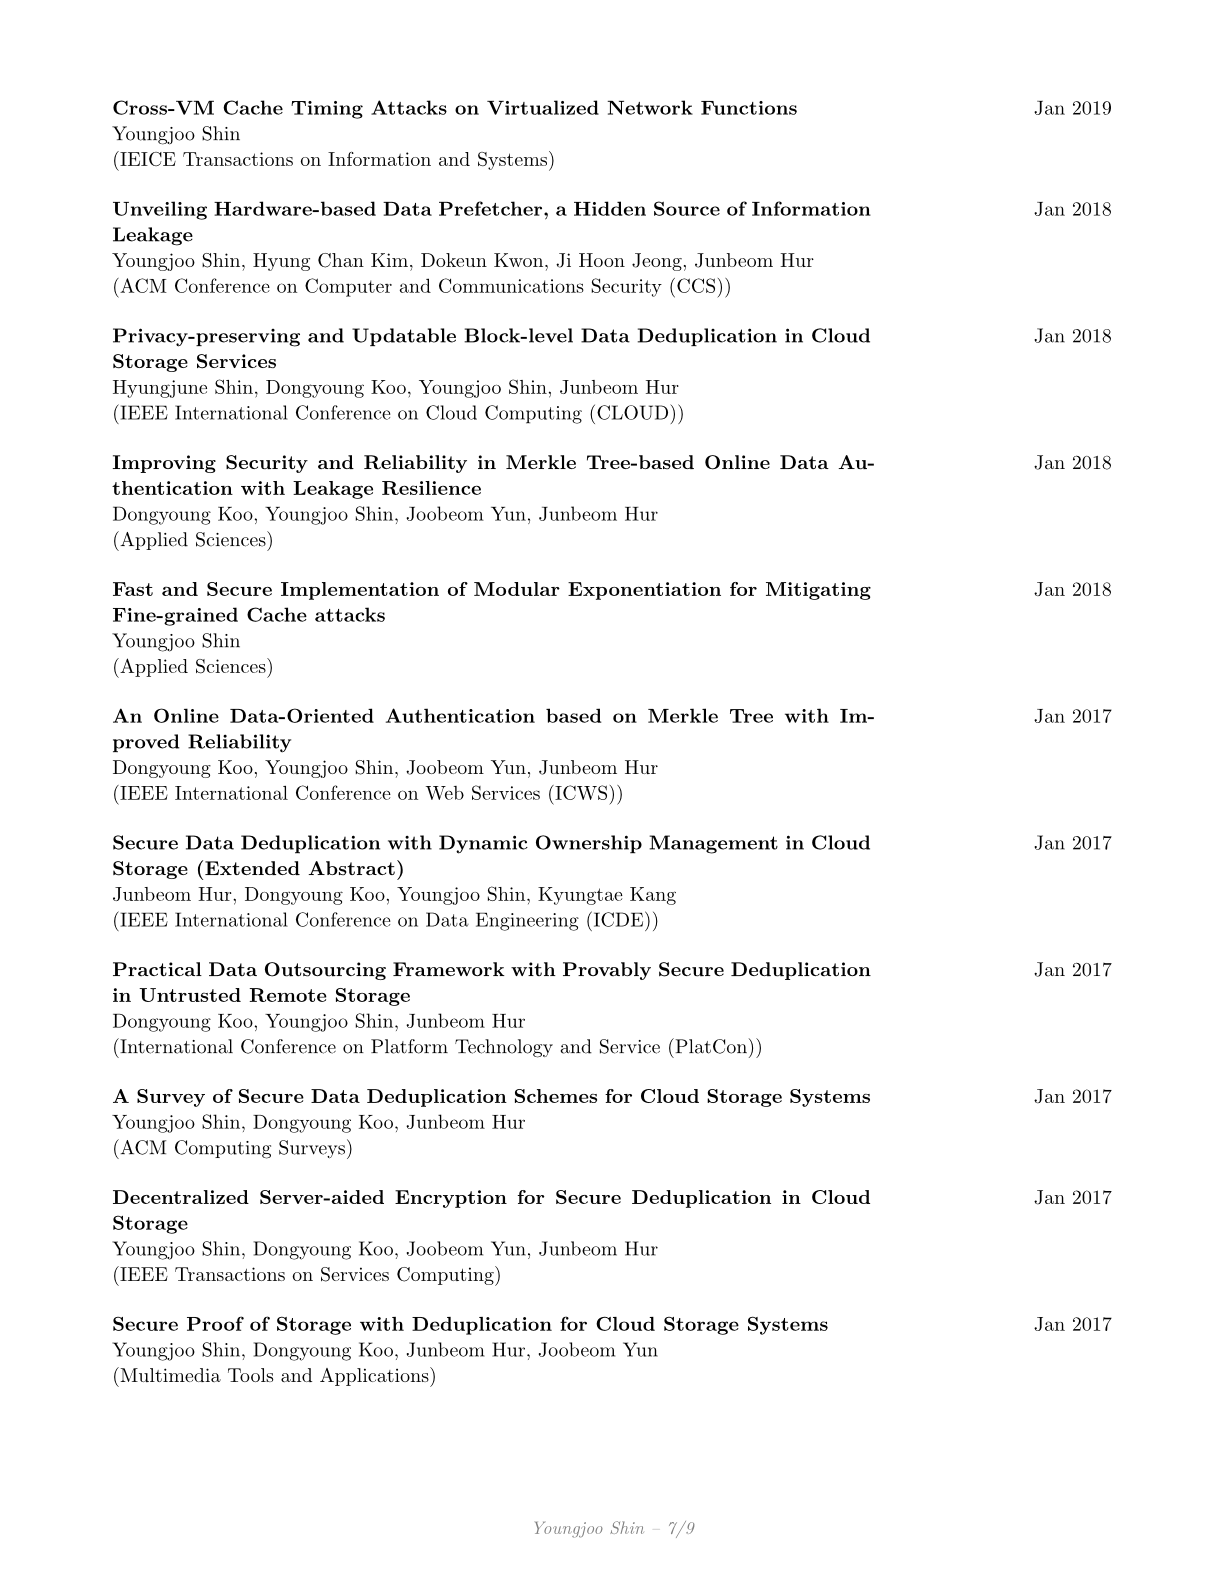 Cross-VM Cache Timing Attacks on Virtualized Network Functions Jan 2019
Youngjoo Shin
(IEICE Transactions on Information and Systems)
Unveiling Hardware-based Data Prefetcher, a Hidden Source of Information Jan 2018
Leakage
Youngjoo Shin, Hyung Chan Kim, Dokeun Kwon, Ji Hoon Jeong, Junbeom Hur
(ACM Conference on Computer and Communications Security (CCS))
Privacy-preserving and Updatable Block-level Data Deduplication in Cloud Jan 2018
Storage Services
Hyungjune Shin, Dongyoung Koo, Youngjoo Shin, Junbeom Hur
(IEEE International Conference on Cloud Computing (CLOUD))
Improving Security and Reliability in Merkle Tree-based Online Data Au- Jan 2018
thentication with Leakage Resilience
Dongyoung Koo, Youngjoo Shin, Joobeom Yun, Junbeom Hur
(Applied Sciences)
Fast and Secure Implementation of Modular Exponentiation for Mitigating Jan 2018
Fine-grained Cache attacks
Youngjoo Shin
(Applied Sciences)
An Online Data-Oriented Authentication based on Merkle Tree with Im- Jan 2017
proved Reliability
Dongyoung Koo, Youngjoo Shin, Joobeom Yun, Junbeom Hur
(IEEE International Conference on Web Services (ICWS))
Secure Data Deduplication with Dynamic Ownership Management in Cloud Jan 2017
Storage (Extended Abstract)
Junbeom Hur, Dongyoung Koo, Youngjoo Shin, Kyungtae Kang
(IEEE International Conference on Data Engineering (ICDE))
Practical Data Outsourcing Framework with Provably Secure Deduplication Jan 2017
in Untrusted Remote Storage
Dongyoung Koo, Youngjoo Shin, Junbeom Hur
(International Conference on Platform Technology and Service (PlatCon))
A Survey of Secure Data Deduplication Schemes for Cloud Storage Systems Jan 2017
Youngjoo Shin, Dongyoung Koo, Junbeom Hur
(ACM Computing Surveys)
Decentralized Server-aided Encryption for Secure Deduplication in Cloud Jan 2017
Storage
Youngjoo Shin, Dongyoung Koo, Joobeom Yun, Junbeom Hur
(IEEE Transactions on Services Computing)
Secure Proof of Storage with Deduplication for Cloud Storage Systems Jan 2017
Youngjoo Shin, Dongyoung Koo, Junbeom Hur, Joobeom Yun
(Multimedia Tools and Applications)
Youngjoo Shin – 7/9